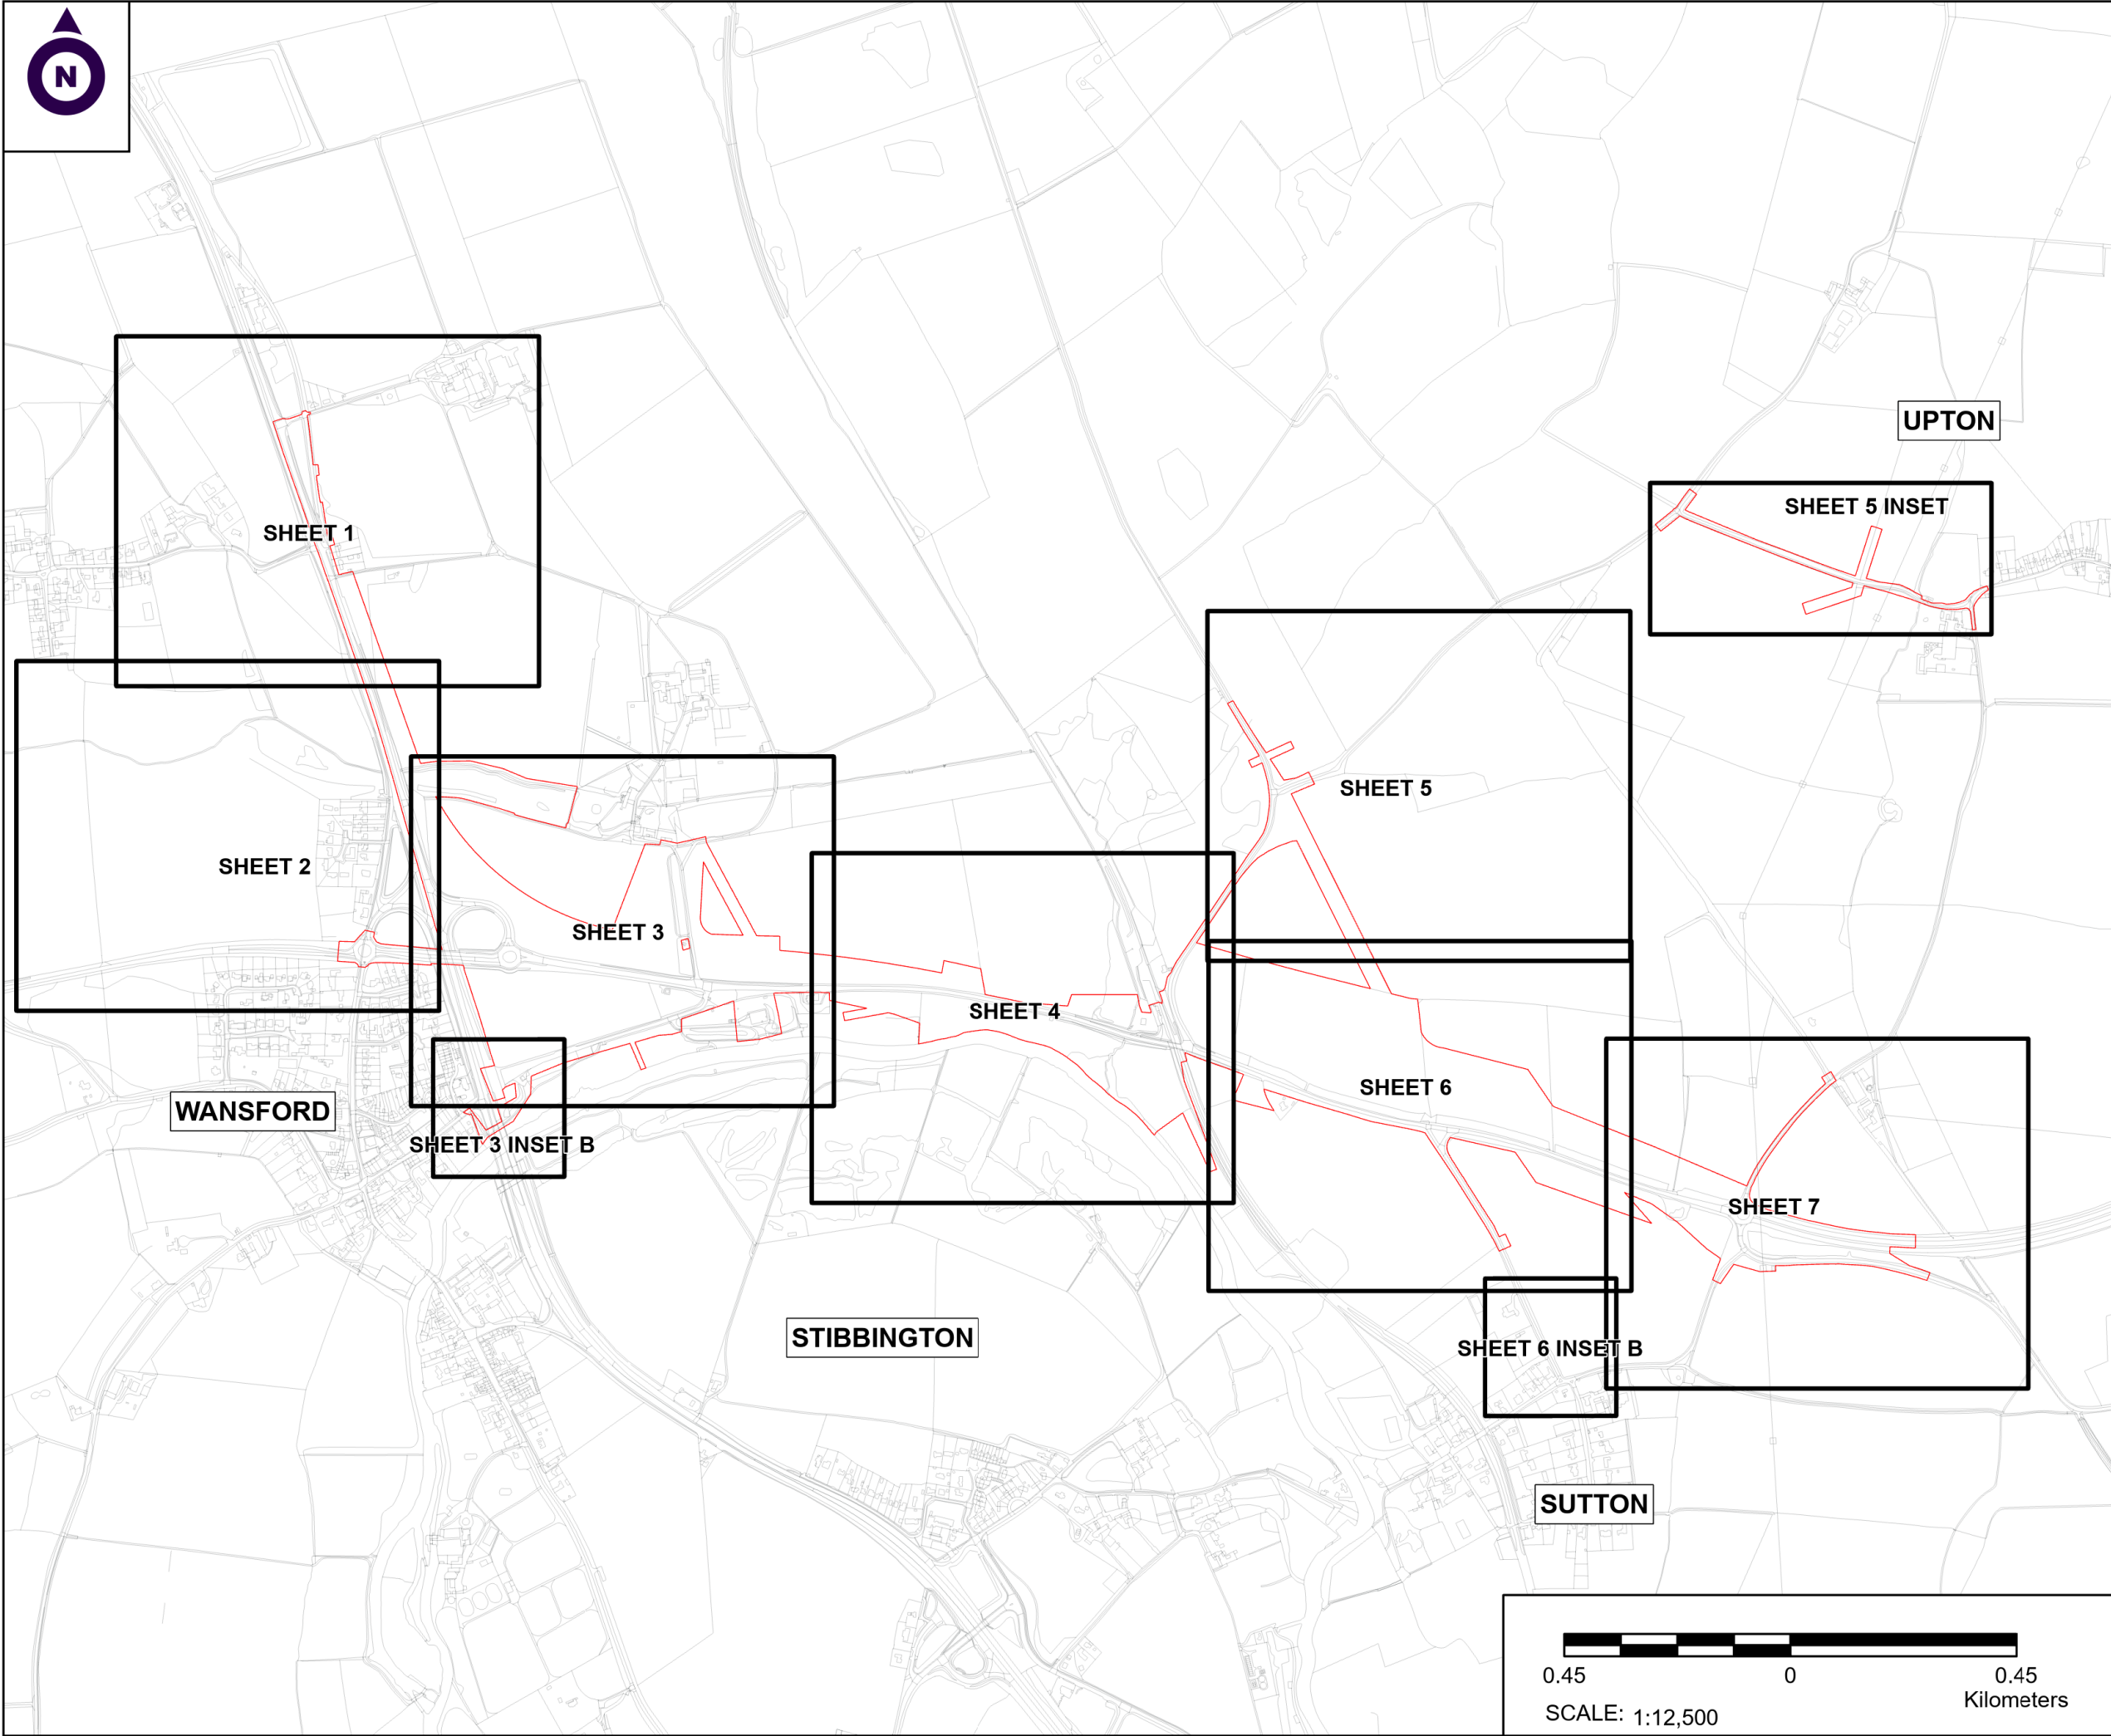 N
UPTON
SHEET 5 INSET
SHEET 1
SHEET 5
SHEET 2
SHEET 3
SHEET 4
SHEET 6
WANSFORD
SHEET 3 INSET B
SHEET 7
STIBBINGTON
SHEET 6 INSET B
SUTTON
0.45 0 0.45
Kilometers
SCALE: 1:12,500